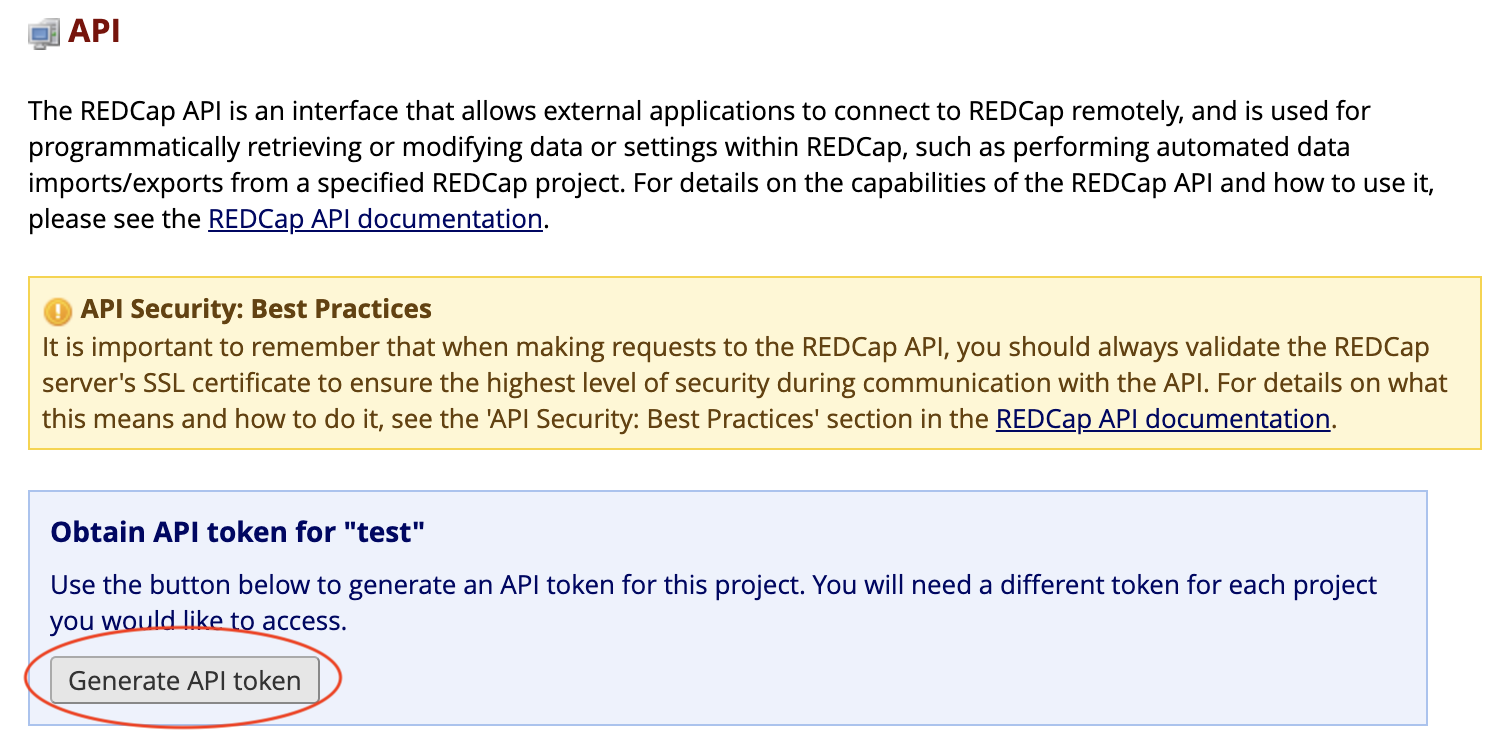 API
The REDCap API is an interface that allows external applications to connect to REDCap remotely, and is used for
programmatically retrieving or modifying data or settings within REDCap, such as performing automated data
imports/exports from a specified REDCap project. For details on the capabilities of the REDCap API and how to use it,
please see the REDCap API documentation.
API Security: Best Practices
It is important to remember that when making requests to the REDCap API, you should always validate the REDCap
server's SSL certificate to ensure the highest level of security during communication with the API. For details on what
this means and how to do it, see the 'API Security: Best Practices' section in the REDCap API documentation.
Obtain API token for "test"
Use the button below to generate an API token for this project. You will need a different token for each project
you would like to access.
Generate API token